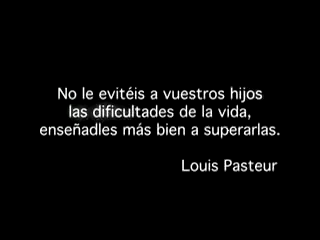 No le evitéis a vuestros hijos
las dificultades de la vida,
enseñadles más bien a superarlas.
Louis Pasteur